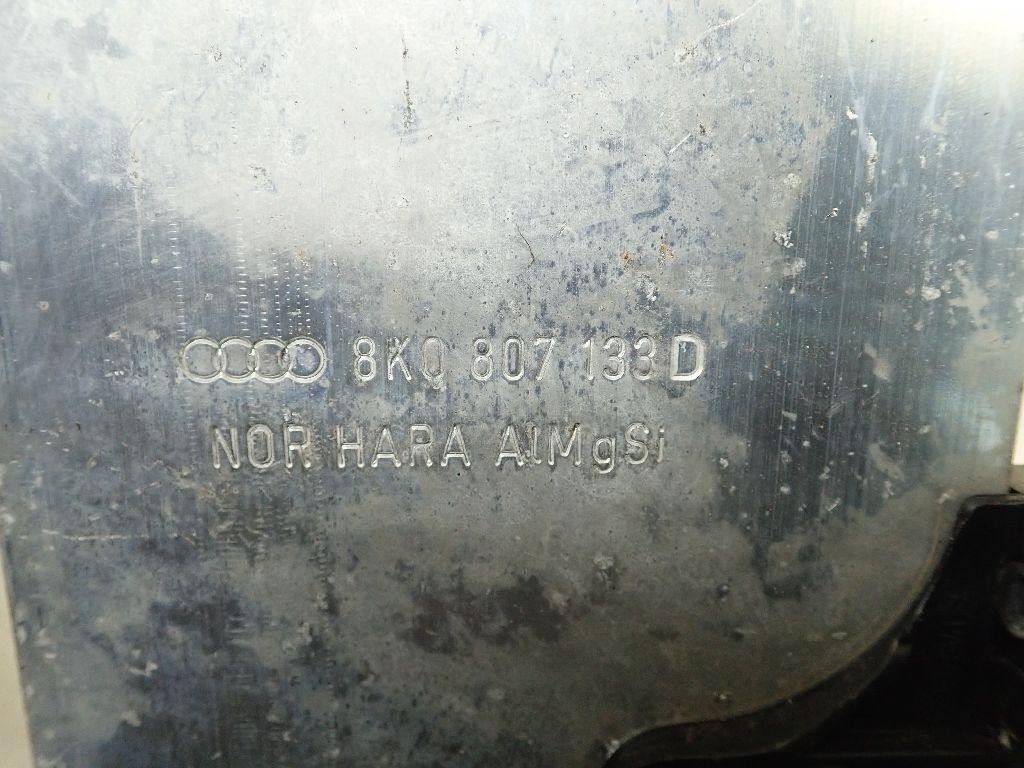 8K0 807 133 D
NOR HARA AlMgSi